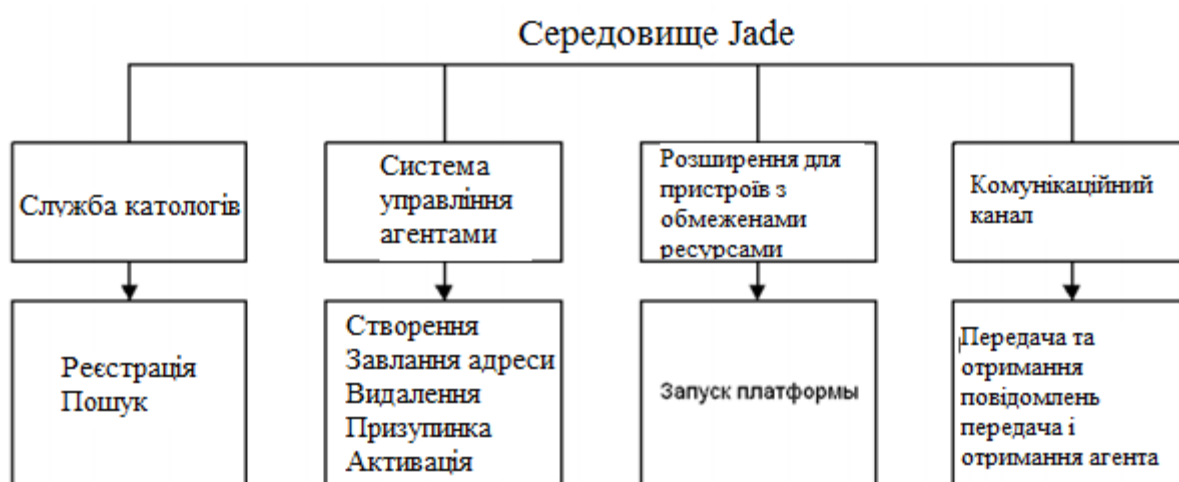 Середовище Jade
Служба катологів
Система
управління
агентами
Розширення для
пристроїв з
обмеженами
ресурсами
Комунікаційний
канал
Реєстрація
Пошук
Створення
Завлання адреси
Видалення
Призупинка
Активація
Запуск платформы
Передача та
отримання
повідомлень
передача і
отримання агента